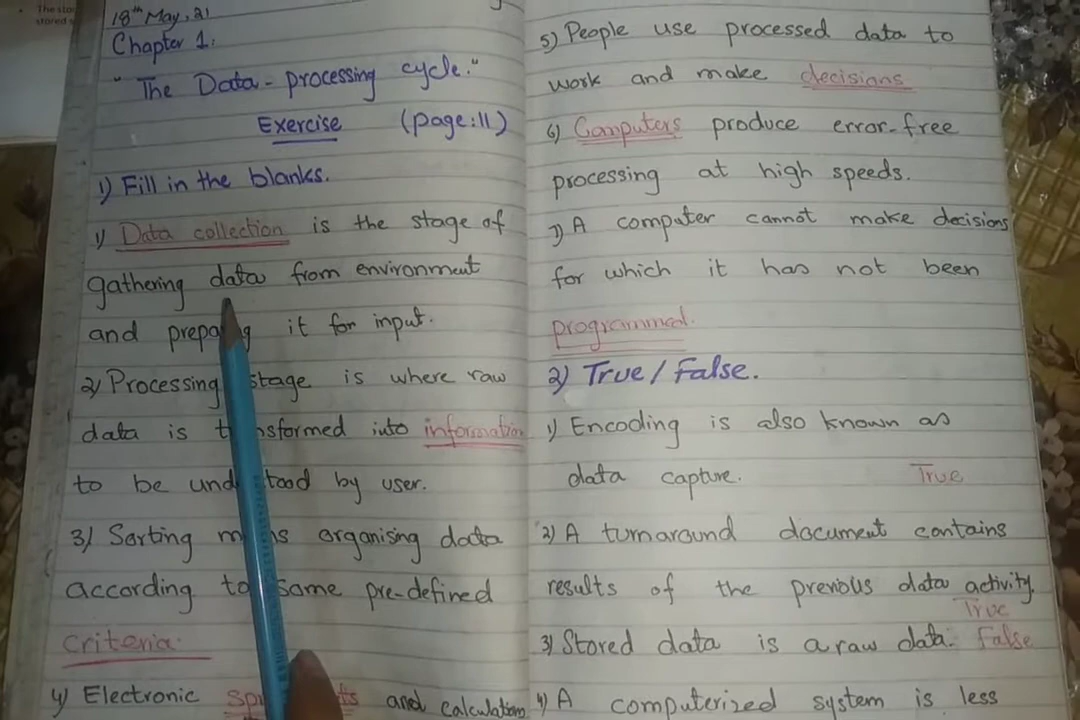 The sto
stored s
18th May, 21
Chapter 1:
"The Data-processing cycle."
Exercise (page:11)
1) Fill in the blanks.
1) Data collection is the stage of
gathering data from environment
and it for input.
2) Processing stage is where raw
data is into information
to be by user.
3) Sorting organising data
according to some pre-defined
Criteria.
4) Electronic and calculation
5) People use processed data to
work and make decisions
6) Computers produce error-free
processing at high speeds.
7) A computer cannot make decisions
for which it has not been
programmed.
2) True/False.
1) Encoding is also known as
data capture. True
2) A turnaround document contains
results of the previous data activity.
True
3) Stored data is a raw data. False
4) A computerized system is less